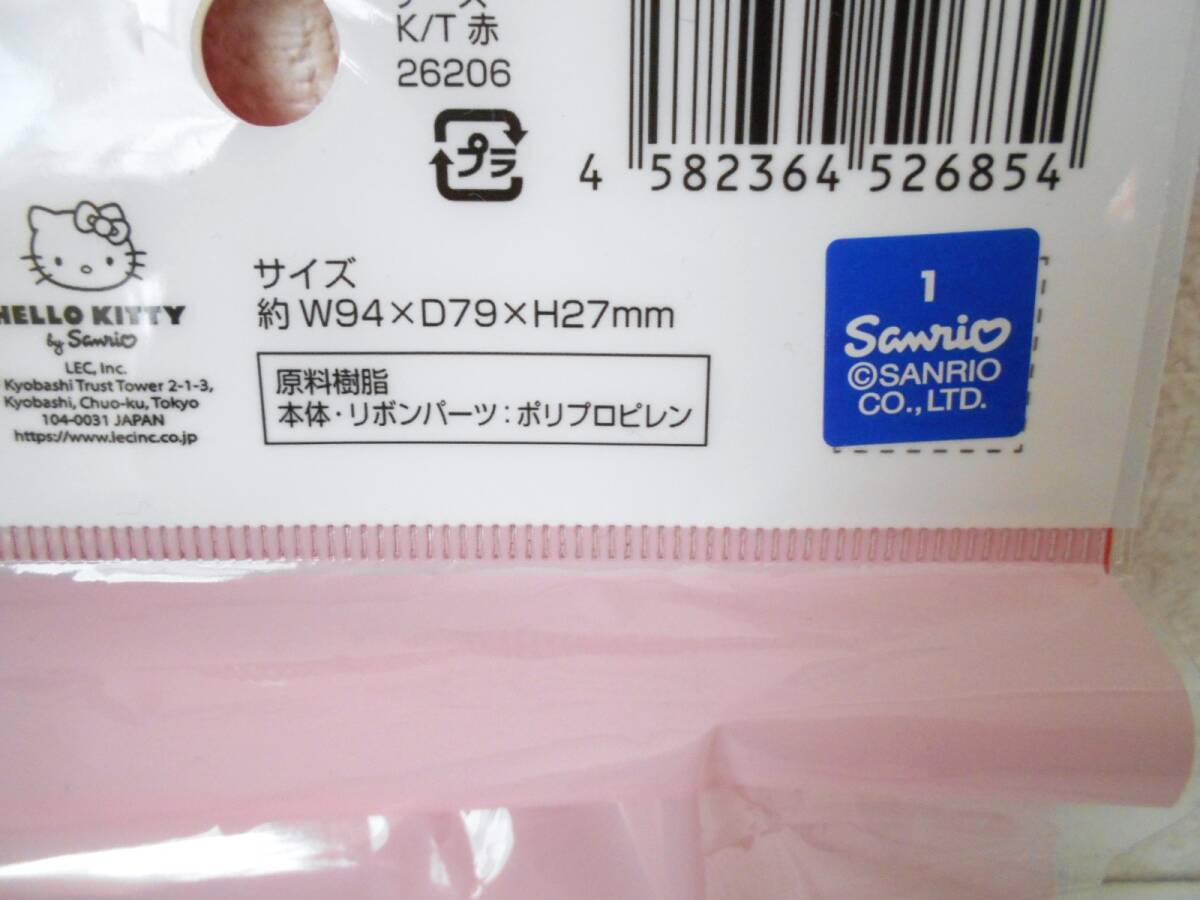 K/T 赤
26206
プラ
4 582364 526854
HELLO KITTY
by Sanrio
LEC, Inc.
Kyobashi Trust Tower 2-1-3,
Kyobashi, Chuo-ku, Tokyo
104-0031 JAPAN
https://www.lecinc.co.jp
サイズ
約 W94×D79×H27mm
原料樹脂
本体・リボンパーツ：ポリプロピレン
1
Sanrio
©SANRIO
CO., LTD.